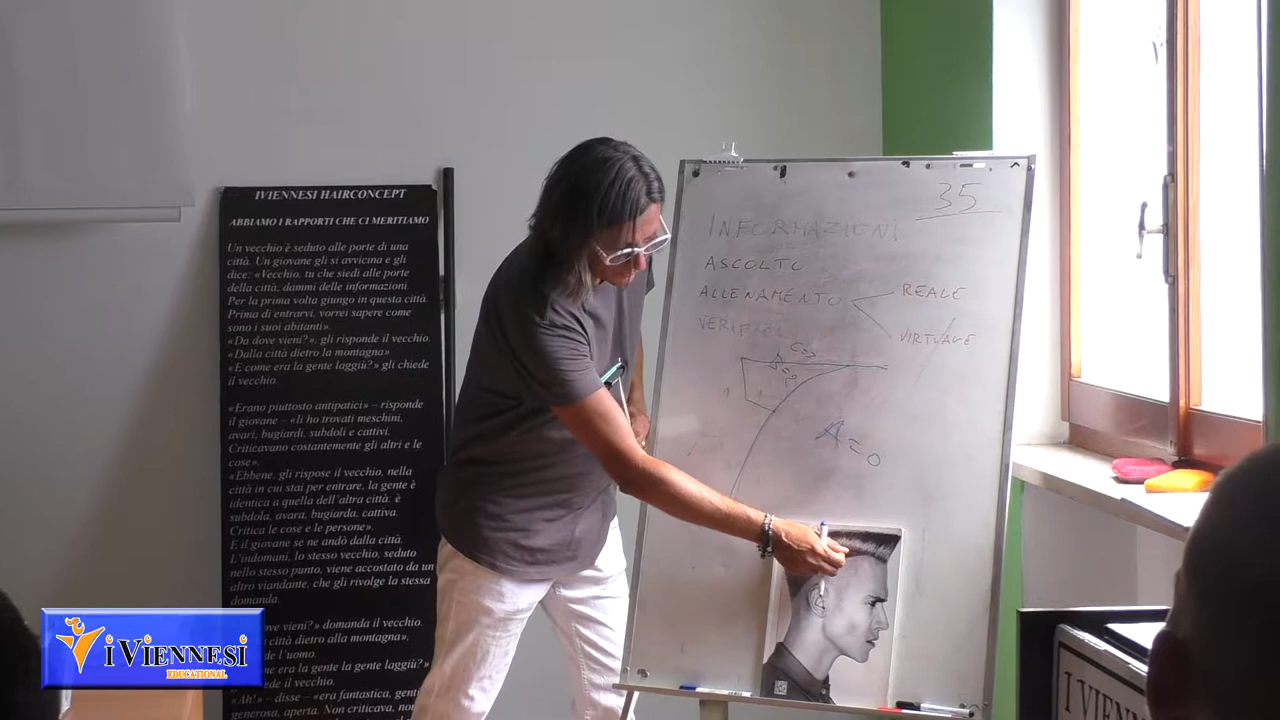 IVIENNESI HAIRCONCEPT
ABBIAMO I RAPPORTI CHE CI MERITIAMO
Un vecchio è seduto alle porte di una
città. Un giovane gli si avvicina e gli
dice: «Vecchio, tu che siedi alle porte
della città, dammi delle informazioni.
Per la prima volta giungo in questa città.
Prima di entrarvi, vorrei sapere come
sono i suoi abitanti».
«Da dove vieni?», gli risponde il vecchio.
«Dalla città dietro la montagna»
«E come era la gente laggiù?» gli chiede
il vecchio.
«Erano piuttosto antipatici» – risponde
il giovane – «li ho trovati meschini,
avari, bugiardi, subdoli e cattivi.
Criticavano costantemente gli altri e le
cose».
«Ebbene, gli rispose il vecchio, nella
città in cui stai per entrare, la gente è
identica a quella dell'altra città: è
subdola, avara, bugiarda, cattiva.
Critica le cose e le persone».
E il giovane se ne andò dalla città.
L'indomani, lo stesso vecchio, seduto
nello stesso punto, viene accostato da un
altro viandante, che gli rivolge la stessa
domanda.
vieni?» domanda il vecchio.
città dietro alla montagna»,
l'uomo.
era la gente la gente laggiù?»
il vecchio.
«Ah!» – disse – «era fantastica,
generosa, aperta. Non criticava,
35
INFORMAZIONI
ASCOLTO
ALLENAMENTO
REALE
VIRTUALE
A=0
I VIENNESI
EDUCATIONAL
I VIEN